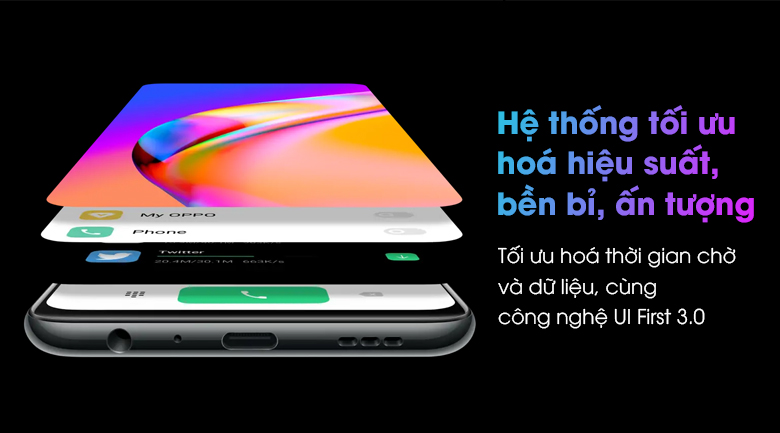 Hệ thống tối ưu
hoá hiệu suất,
bền bỉ, ấn tượng
Tối ưu hoá thời gian chờ
và dữ liệu, cùng
công nghệ UI First 3.0
My OPPO
Phone
Twitter
20.4M/30.1M 663K/s